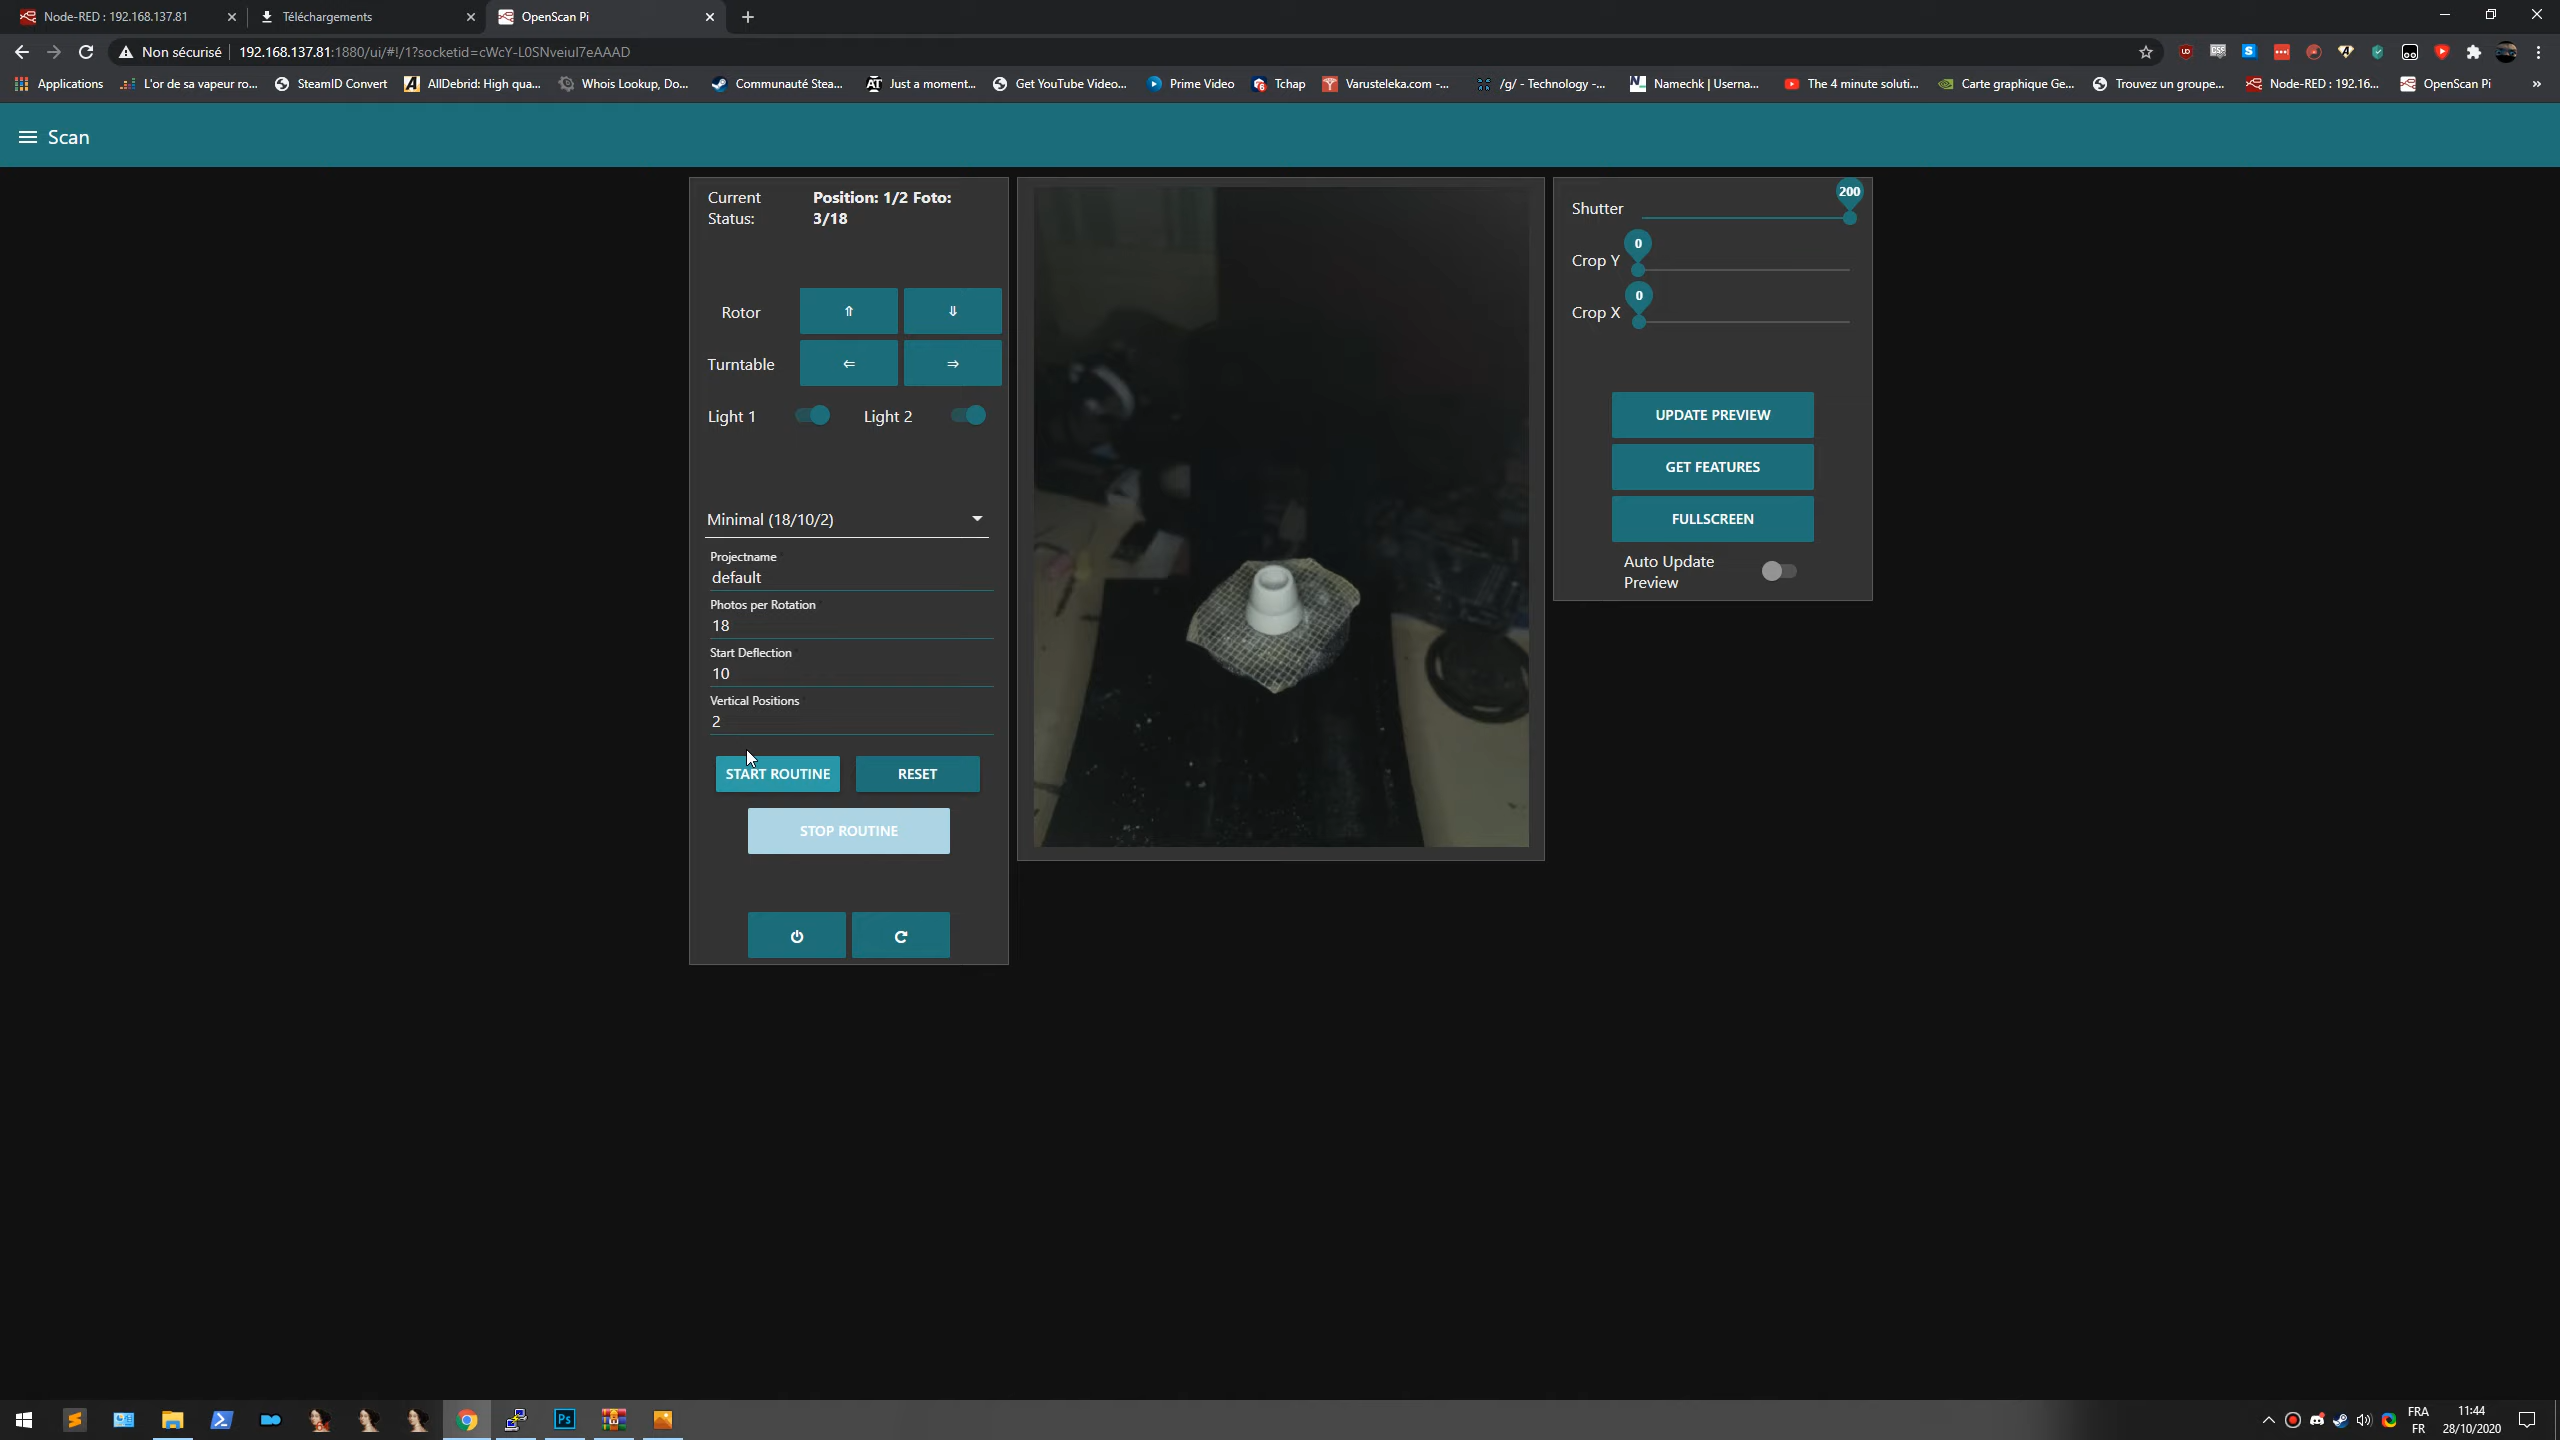 Node-RED : 192.168.137.81
Téléchargements
OpenScan Pi
Non sécurisé
192.168.137.81:1880/ui/#!/1?socketid=cWcY-L0SNveiuI7eAAAD
Applications
L'or de sa vapeur ro...
SteamID Convert
AllDebrid: High qua...
Whois Lookup, Do...
Communauté Stea...
Just a moment...
Get YouTube Video...
Prime Video
Tchap
Varusteleka.com -...
/g/ - Technology -...
Namechk | Userna...
The 4 minute soluti...
Carte graphique Ge...
Trouvez un groupe...
Node-RED : 192.16...
OpenScan Pi
»
Scan
Current Status:
Position: 1/2 Foto: 3/18
Rotor
⇑
⇓
Turntable
⇐
⇒
Light 1
Light 2
Minimal (18/10/2)
Projectname
default
Photos per Rotation
18
Start Deflection
10
Vertical Positions
2
START ROUTINE
RESET
STOP ROUTINE
200
Shutter
0
Crop Y
0
Crop X
UPDATE PREVIEW
GET FEATURES
FULLSCREEN
Auto Update
Preview
Ps
FRA
FR
11:44
28/10/2020